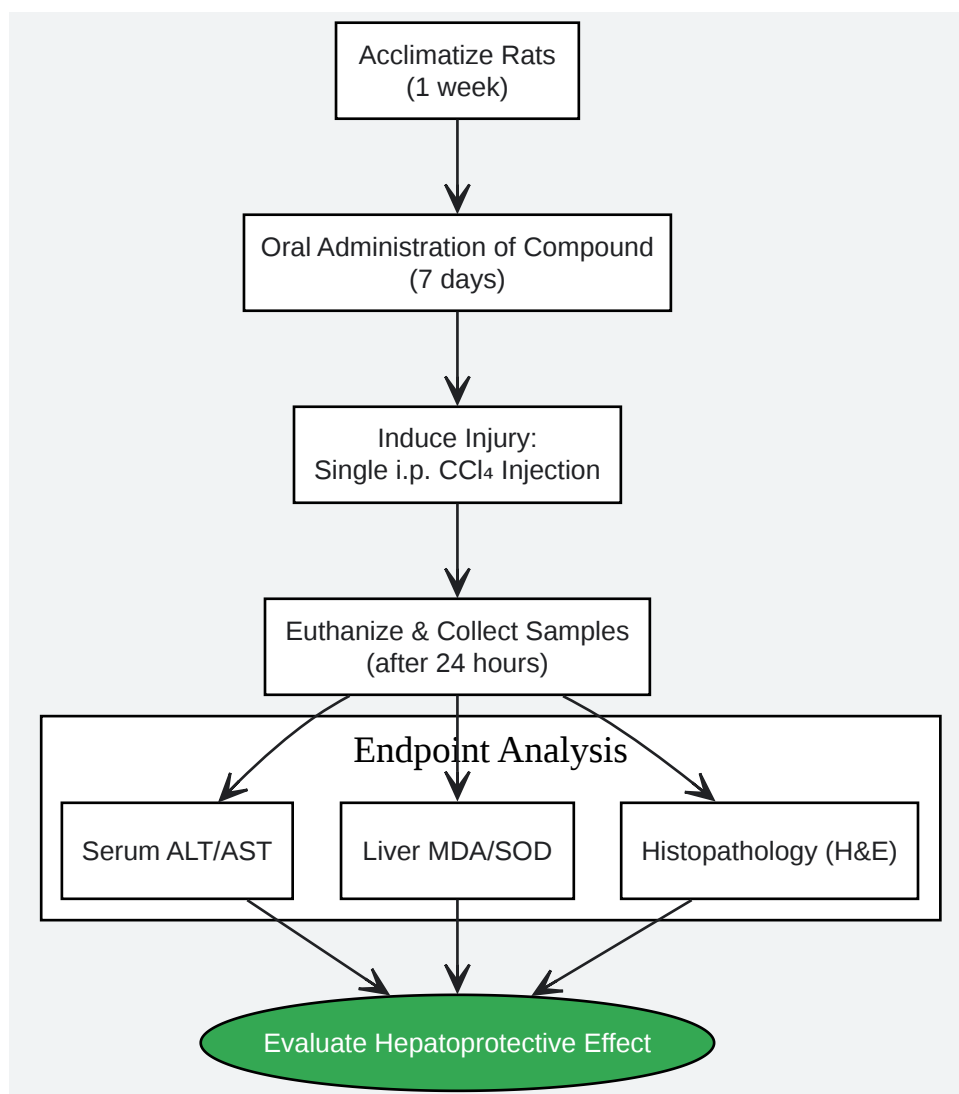 Acclimatize Rats
(1 week)
Oral Administration of Compound
(7 days)
Induce Injury:
Single i.p. CCl₄ Injection
Euthanize & Collect Samples
(after 24 hours)
Endpoint Analysis
Serum ALT/AST
Liver MDA/SOD
Histopathology (H&E)
Evaluate Hepatoprotective Effect